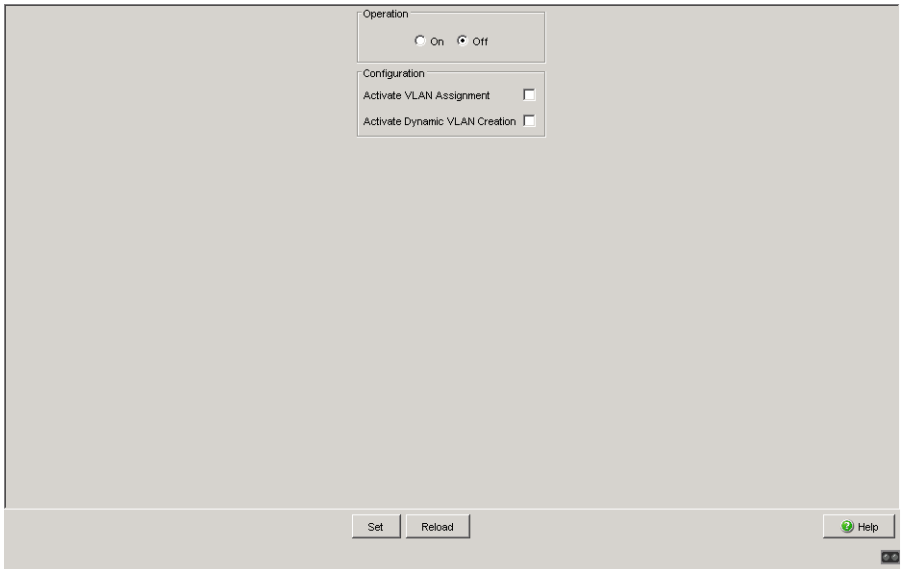 Operation
On Off
Configuration
Activate VLAN Assignment
Activate Dynamic VLAN Creation
Set Reload Help